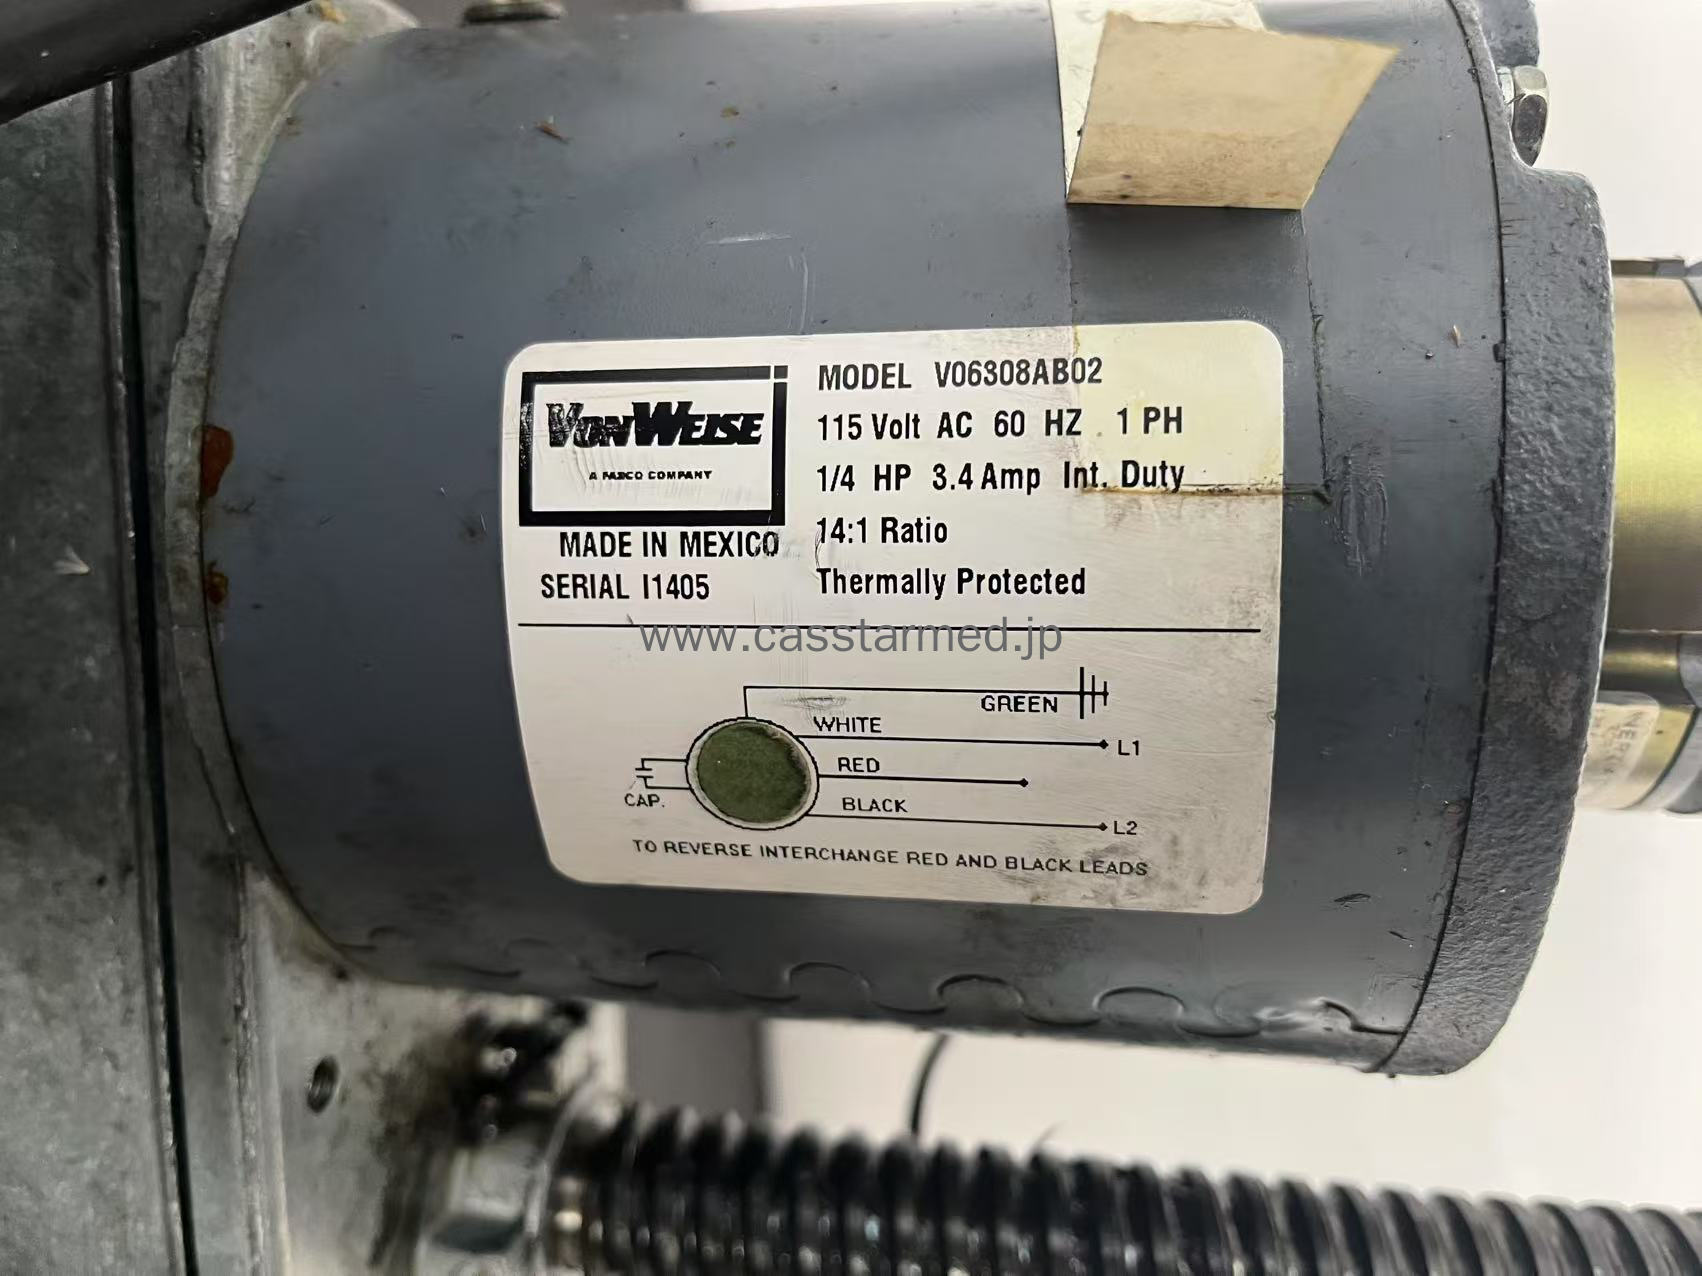 VONWEISE
A FASCO COMPANY
MADE IN MEXICO
SERIAL I1405
MODEL V06308AB02
115 Volt AC 60 HZ 1 PH
1/4 HP 3.4 Amp Int. Duty
14:1 Ratio
Thermally Protected
www.casstarmed.jp
GREEN
WHITE
L1
RED
CAP.
BLACK
L2
TO REVERSE INTERCHANGE RED AND BLACK LEADS